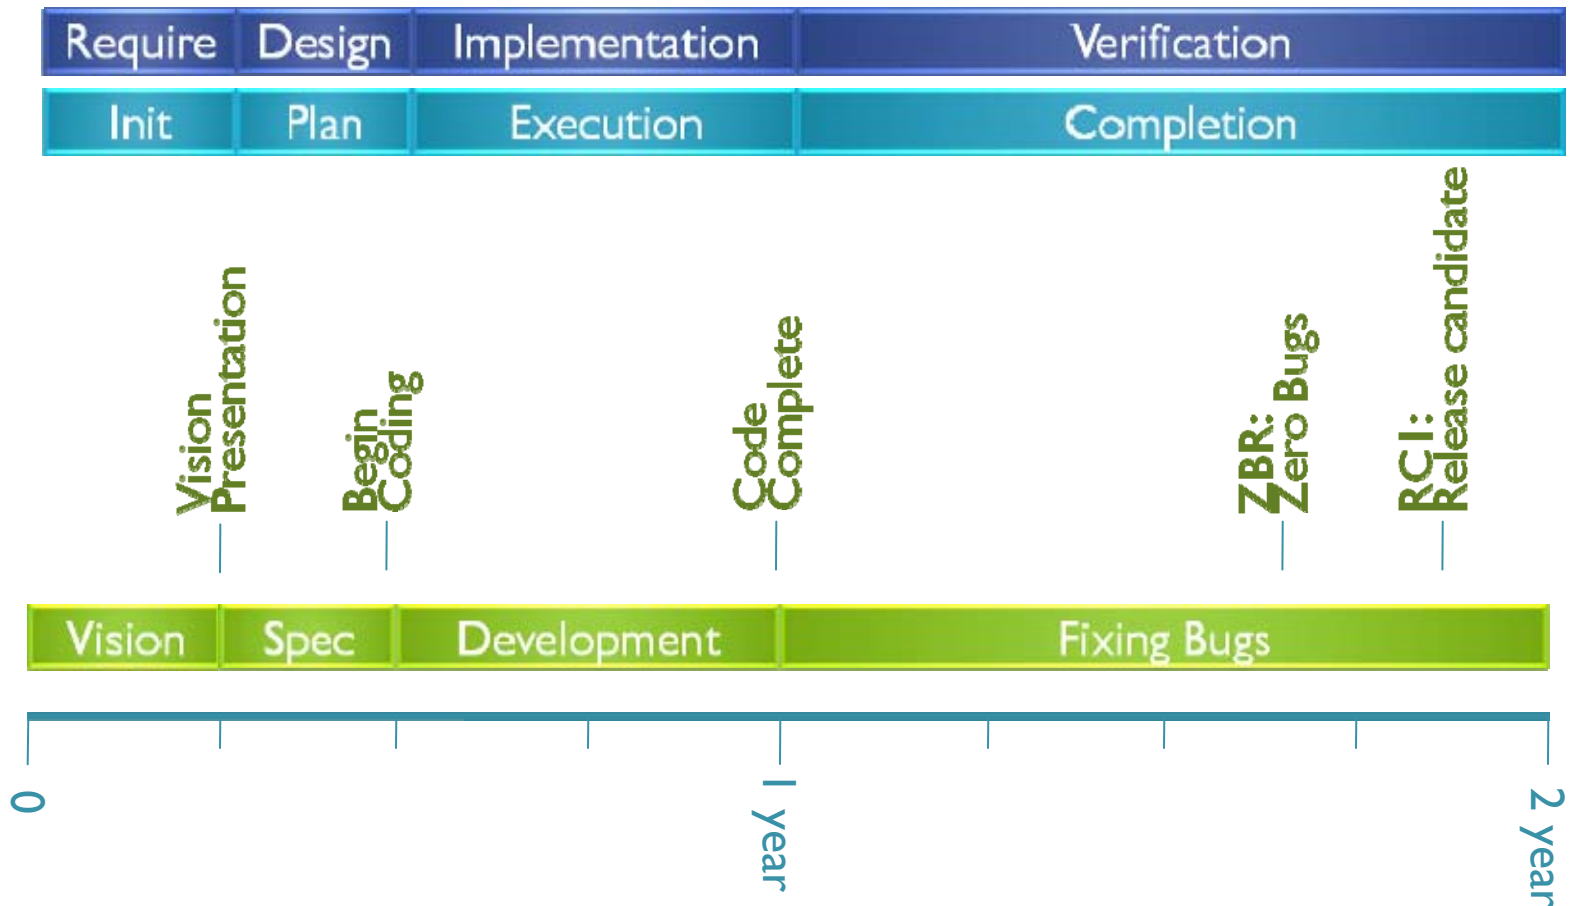 Require Design Implementation Verification
Init Plan Execution Completion
Vision
Presentation
Begin
Coding
Code
Complete
ZBR:
Zero Bugs
RC1:
Release candidate
Vision Spec Development Fixing Bugs
0
1 year
2 year